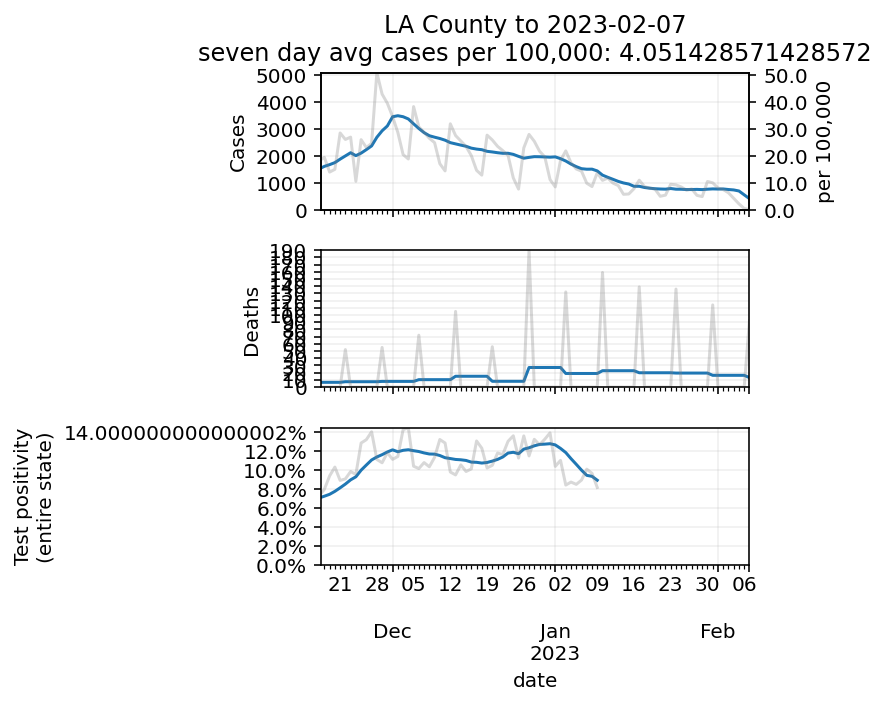 LA County to 2023-02-07
seven day avg cases per 100,000: 4.051428571428572
5000
4000
3000
2000
1000
0
Cases
50.0
40.0
30.0
20.0
10.0
0.0
per 100,000
190
0
Deaths
14.000000000000002%
12.0%
10.0%
8.0%
6.0%
4.0%
2.0%
0.0%
Test positivity
(entire state)
21 28 05 12 19 26 02 09 16 23 30 06
Dec Jan Feb
2023
date